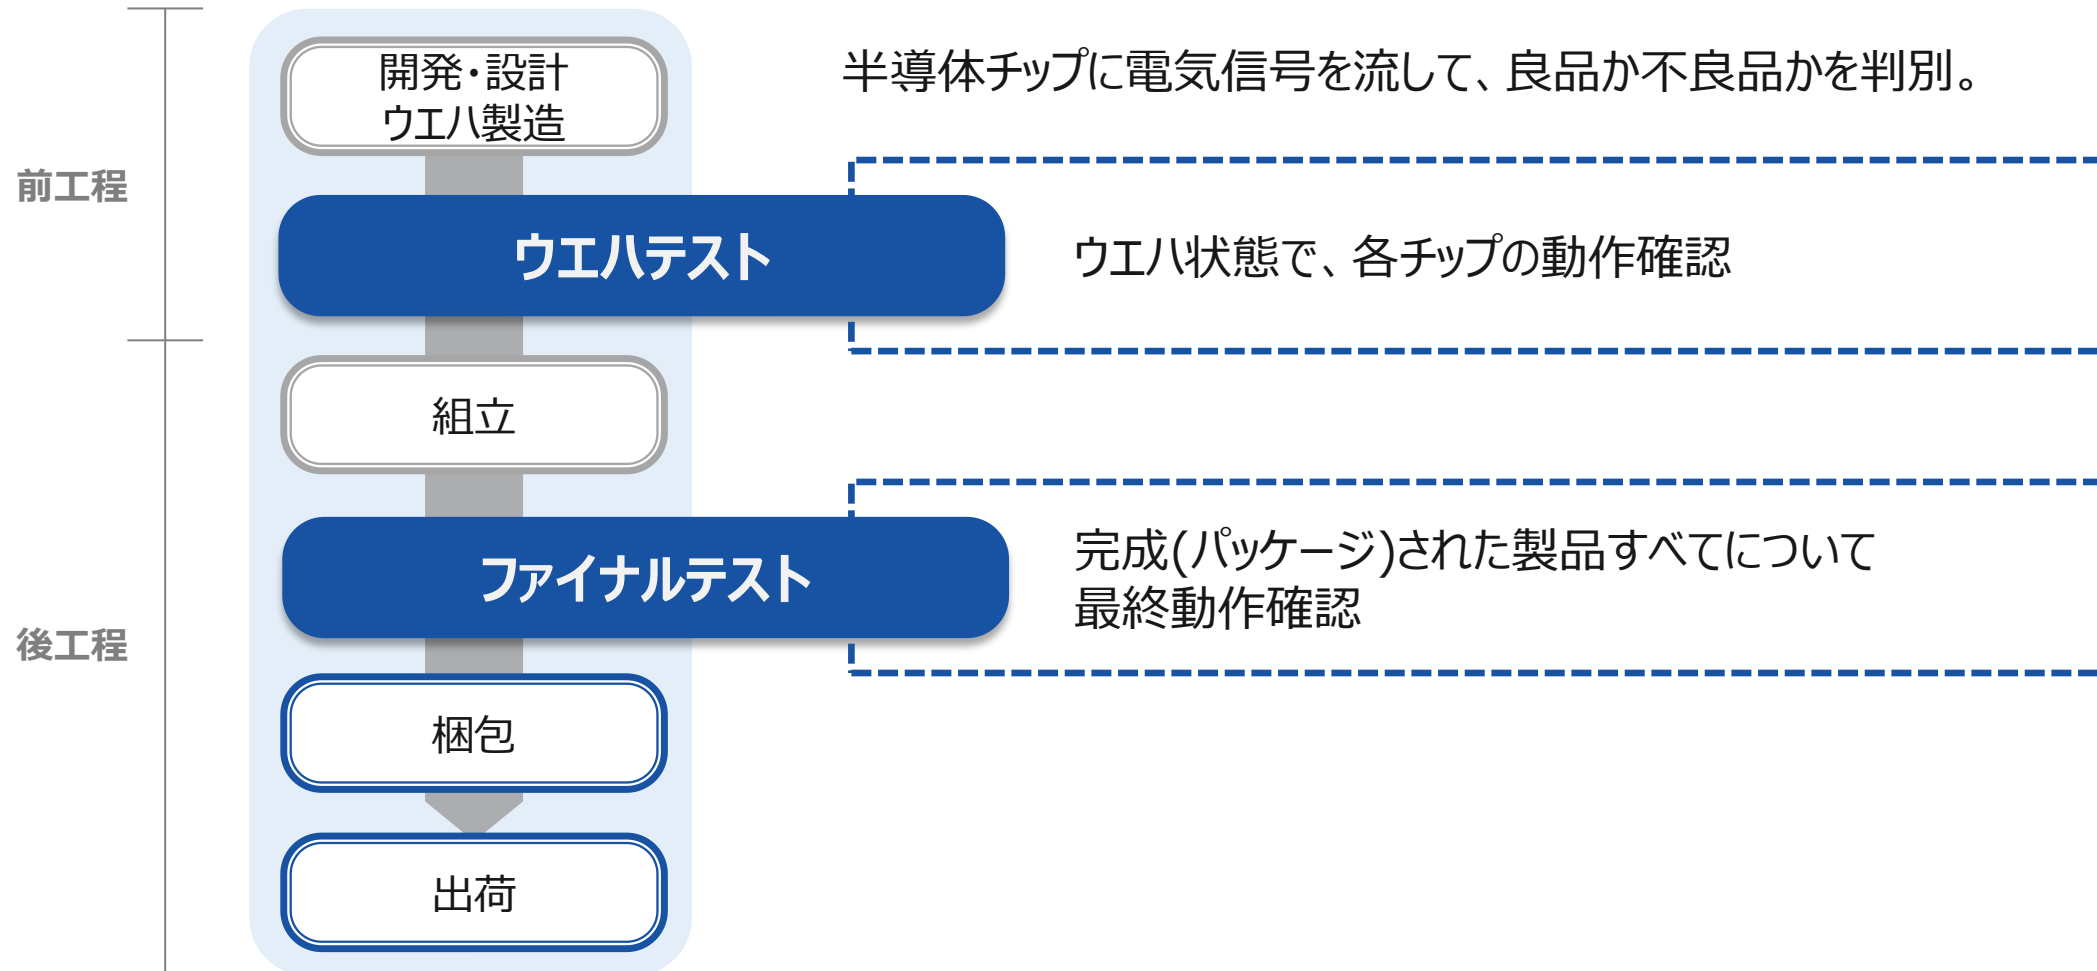 開発・設計
ウエハ製造
半導体チップに電気信号を流して、良品か不良品かを判別。
前工程
ウエハテスト
ウエハ状態で、各チップの動作確認
組立
ファイナルテスト
完成(パッケージ)された製品すべてについて
最終動作確認
後工程
梱包
出荷